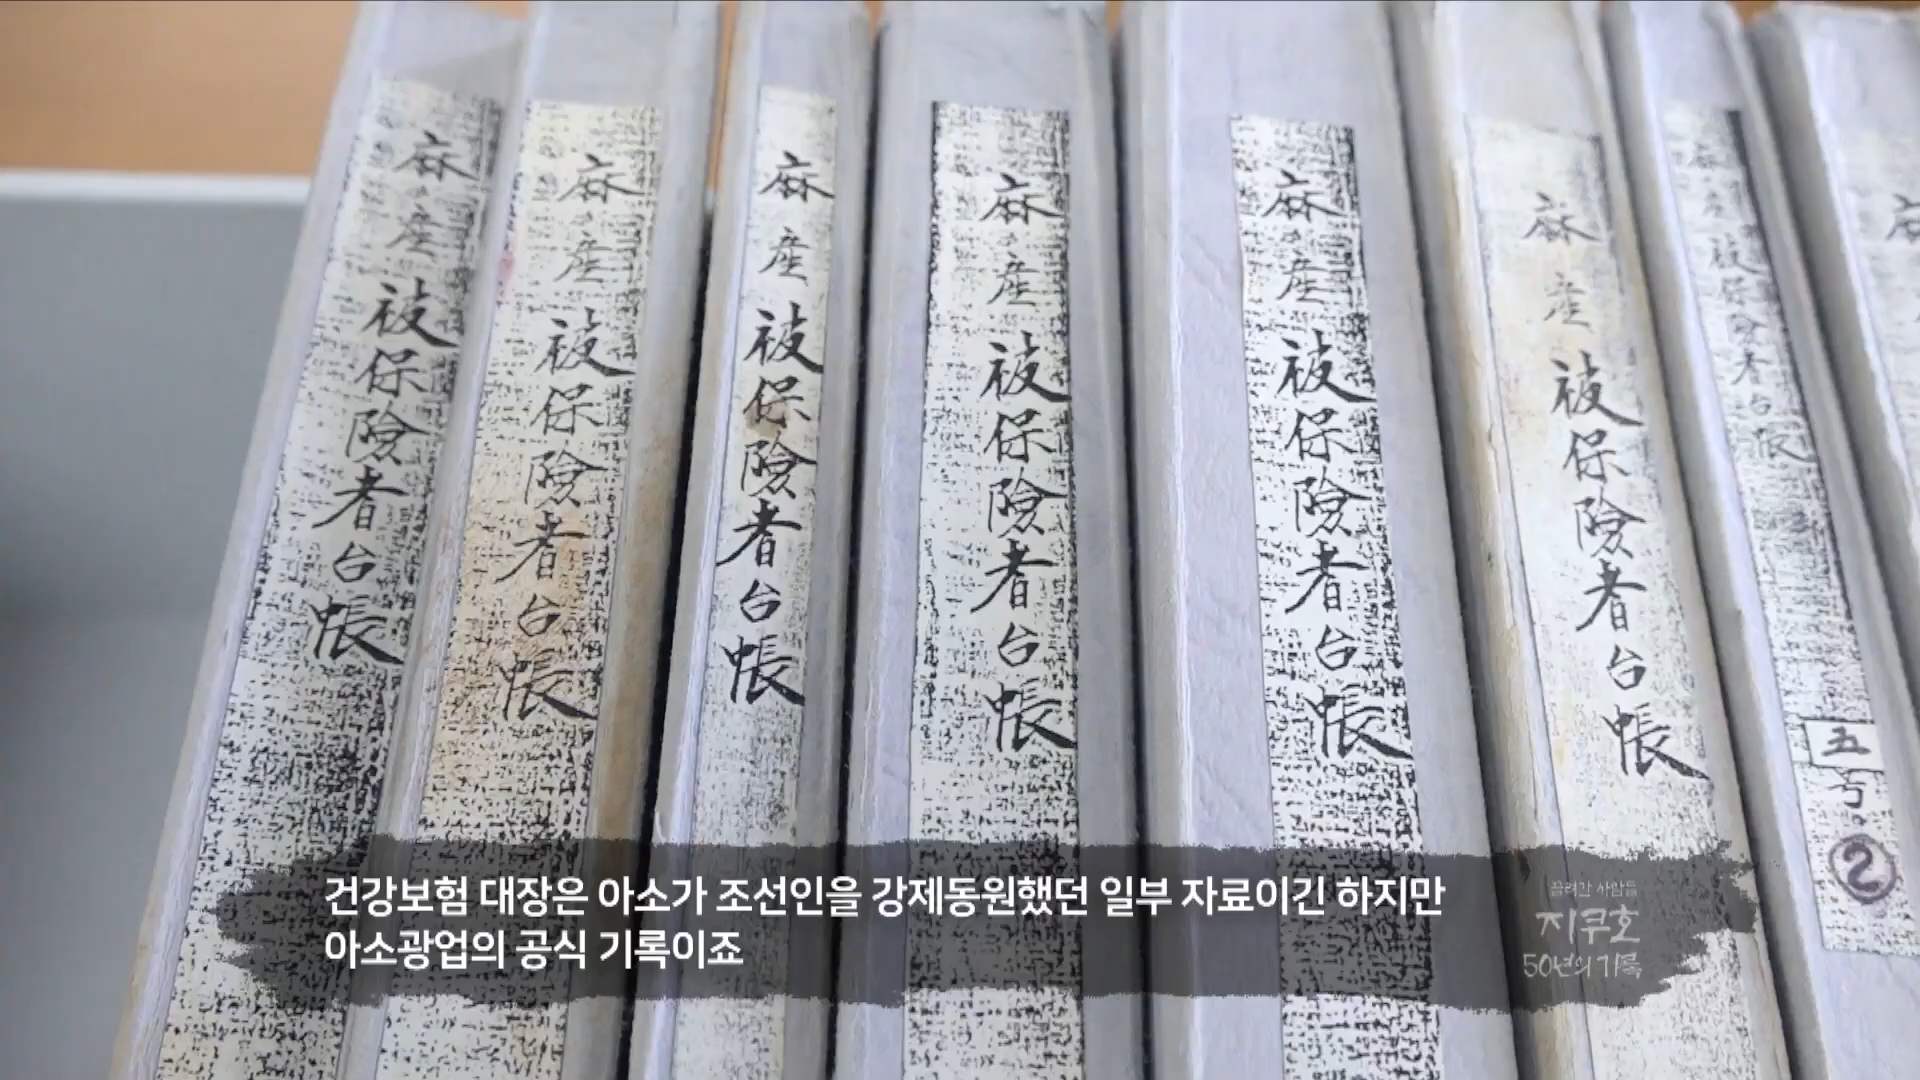 麻産被保險者台帳
麻産被保險者台帳
麻産被保險者台帳
麻産被保險者台帳
麻産被保險者台帳
麻産被保險者台帳
麻産被保險者台帳
五
号
2
麻
건강보험 대장은 아소가 조선인을 강제동원했던 일부 자료이긴 하지만
아소광업의 공식 기록이죠
끌려간 사람들
지쿠호
50년의 기록